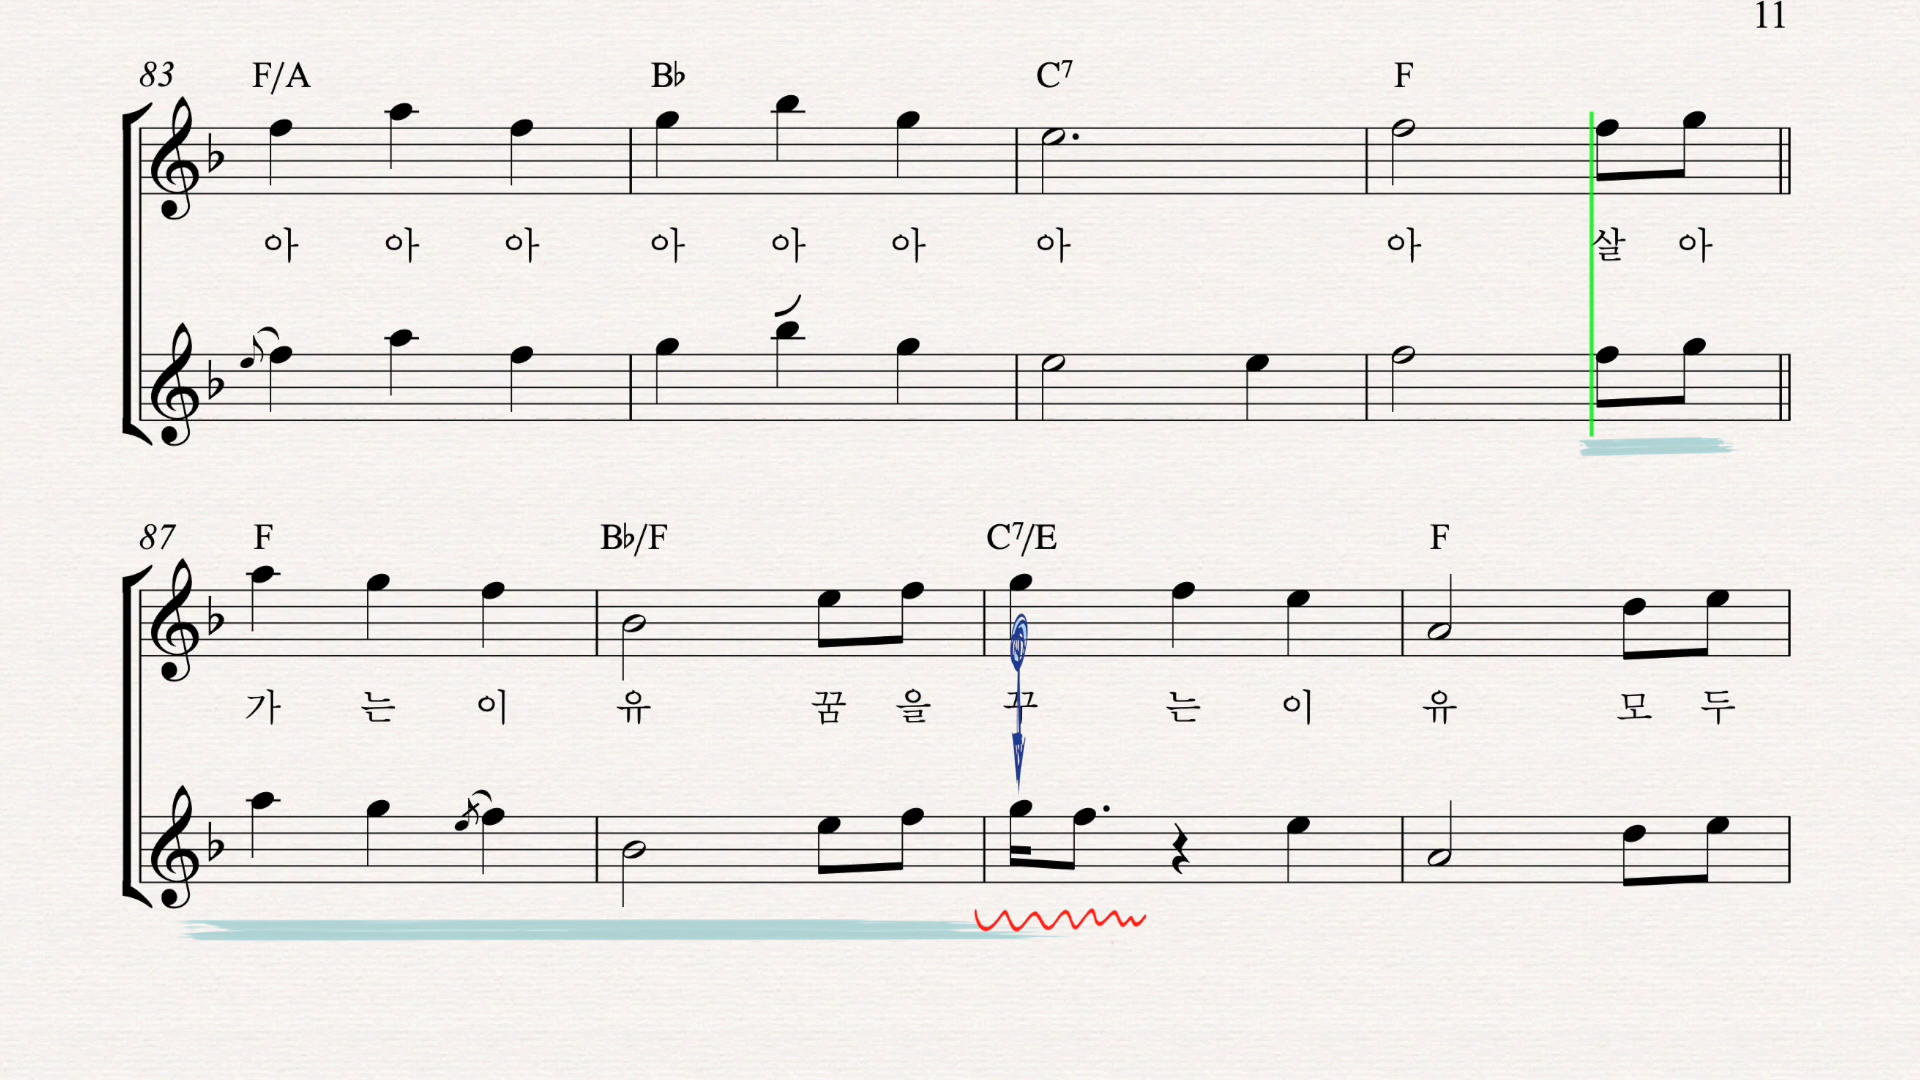 11
83 F/A B♭ C7 F
아 아 아 아 아 아 아 아 살 아
87 F B♭/F C7/E F
가 는 이 유 꿈 을 꾸 는 이 유 모 두